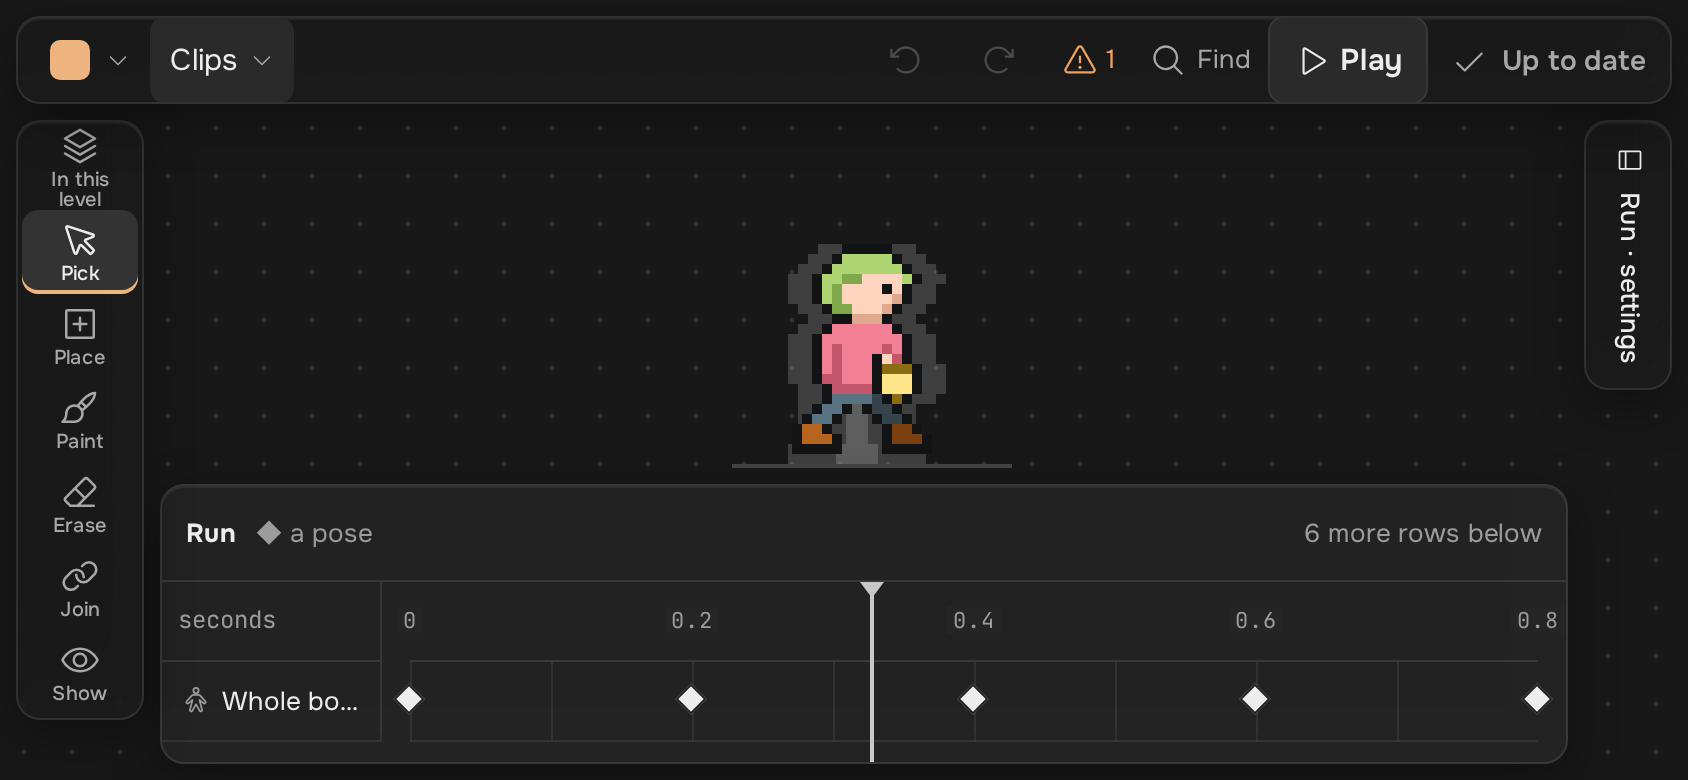 Clips
1
Find
Play
Up to date
In this
level
Pick
Place
Paint
Erase
Join
Show
Run · settings
Run
a pose
6 more rows below
seconds
0
0.2
0.4
0.6
0.8
Whole bo...